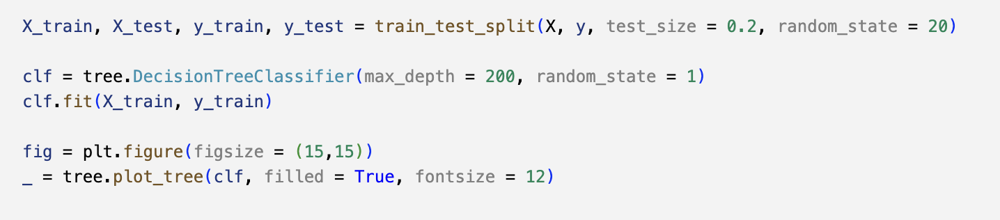 X_train, X_test, y_train, y_test = train_test_split(X, y, test_size = 0.2, random_state = 20)
clf = tree.DecisionTreeClassifier(max_depth = 200, random_state = 1)
clf.fit(X_train, y_train)
fig = plt.figure(figsize = (15,15))
_ = tree.plot_tree(clf, filled = True, fontsize = 12)